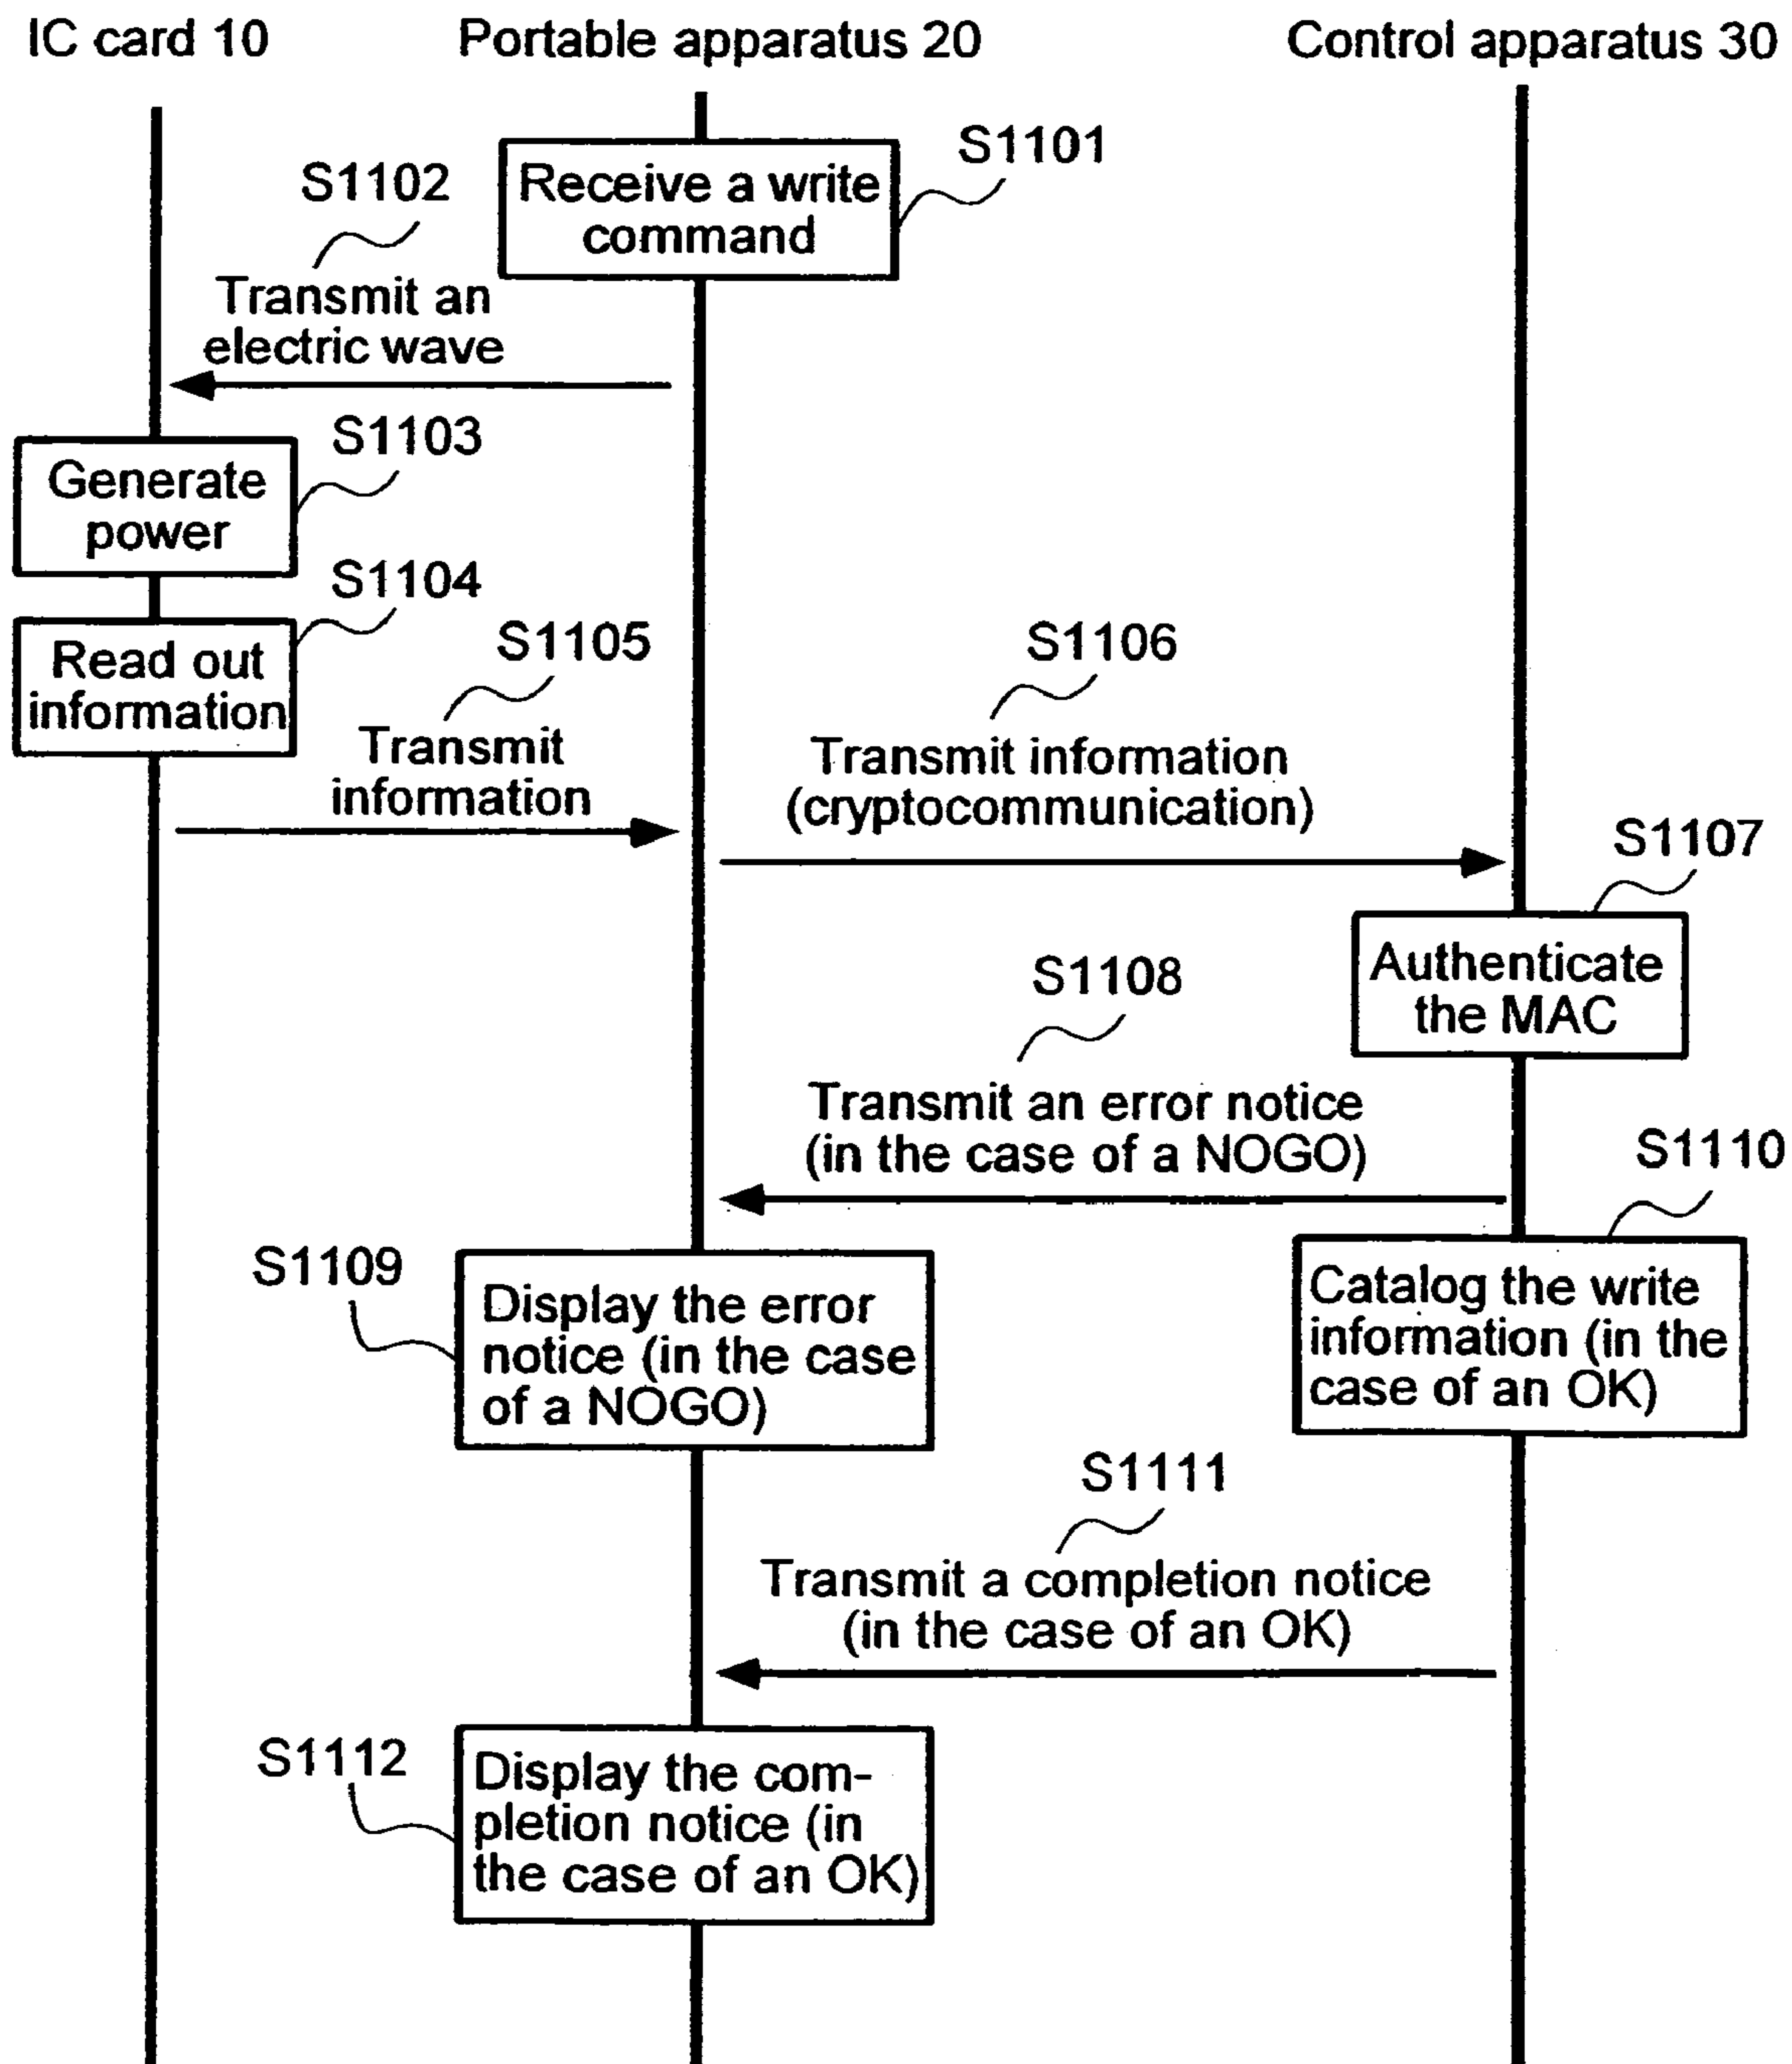 IC card 10
Portable apparatus 20
Control apparatus 30
S1101
Receive a write
command
S1102
Transmit an
electric wave
S1103
Generate
power
S1104
Read out
information
S1105
Transmit
information
S1106
Transmit information
(cryptocommunication)
S1107
Authenticate
the MAC
S1108
Transmit an error notice
(in the case of a NOGO)
S1110
Catalog the write
information (in the
case of an OK)
S1109
Display the error
notice (in the case
of a NOGO)
S1111
Transmit a completion notice
(in the case of an OK)
S1112
Display the com-
pletion notice (in
the case of an OK)